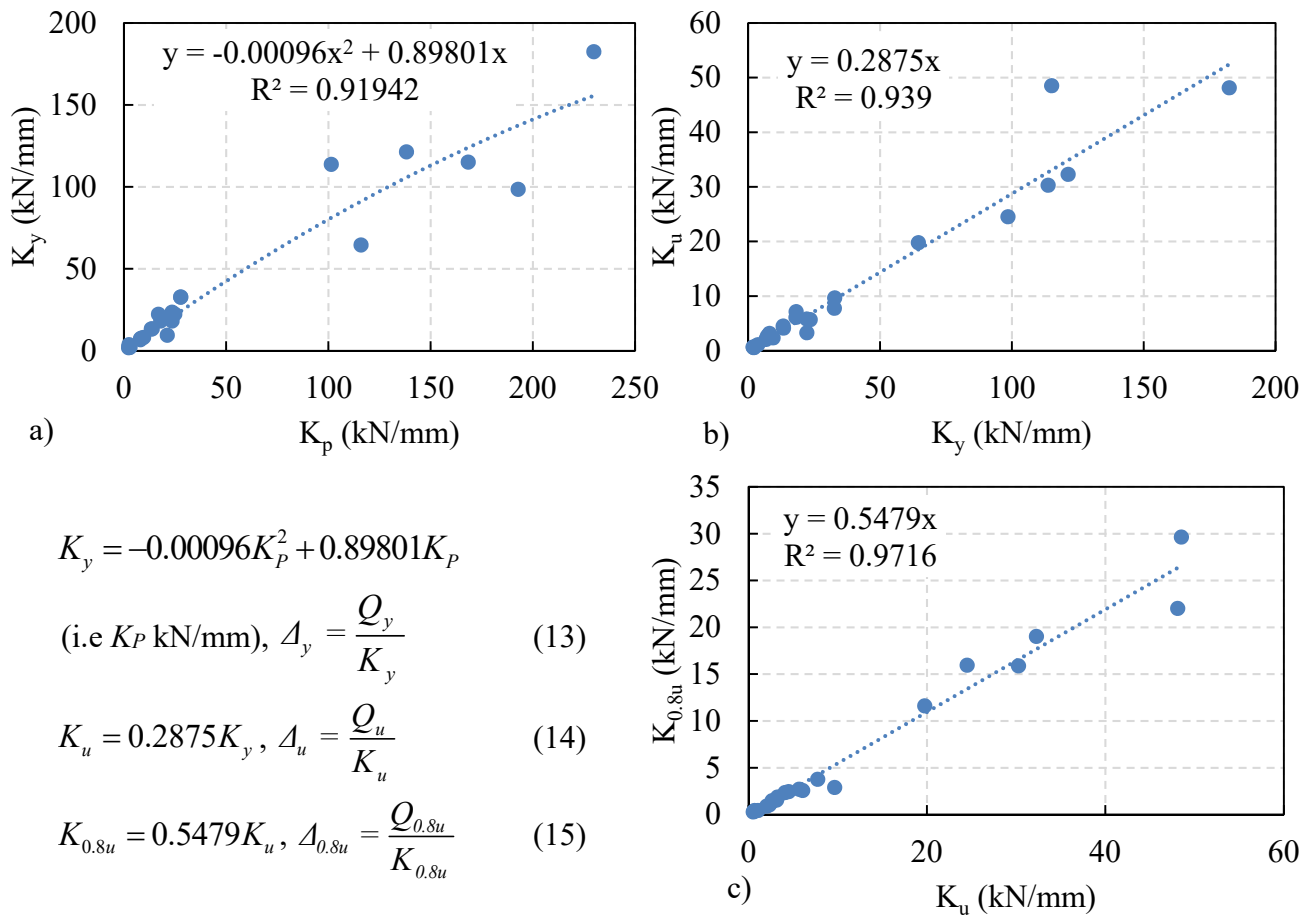 y = -0.00096x² + 0.89801x
R² = 0.91942
200
150
100
50
0
0 50 100 150 200 250
K_y (kN/mm)
K_p (kN/mm)
a)
y = 0.2875x
R² = 0.939
60
50
40
30
20
10
0
0 50 100 150 200
K_u (kN/mm)
K_y (kN/mm)
b)
K_y = −0.00096K_P² + 0.89801K_P
(i.e K_P kN/mm), Δ_y = Q_y / K_y (13)
K_u = 0.2875K_y , Δ_u = Q_u / K_u (14)
K_0.8u = 0.5479K_u , Δ_0.8u = Q_0.8u / K_0.8u (15)
y = 0.5479x
R² = 0.9716
35
30
25
20
15
10
5
0
0 20 40 60
K_0.8u (kN/mm)
K_u (kN/mm)
c)